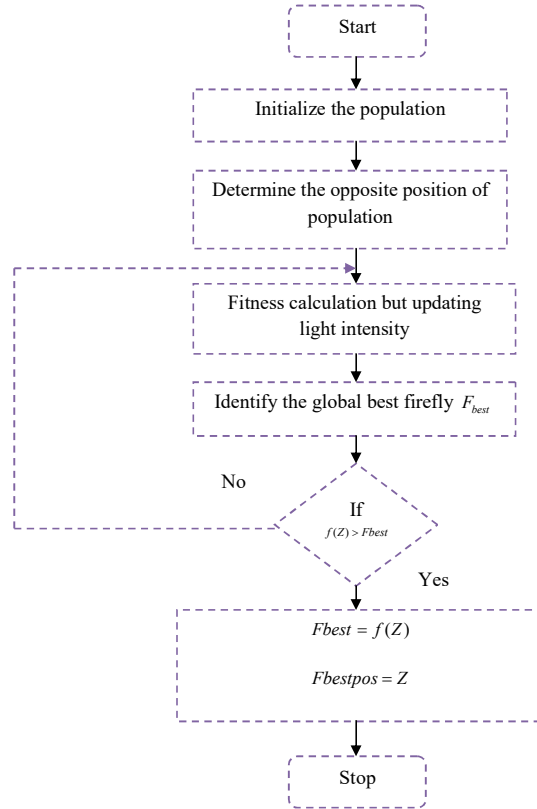 Start
Initialize the population
Determine the opposite position of
population
Fitness calculation but updating
light intensity
Identify the global best firefly F_best
No
If
f(Z) > Fbest
Yes
Fbest = f(Z)
Fbestpos = Z
Stop